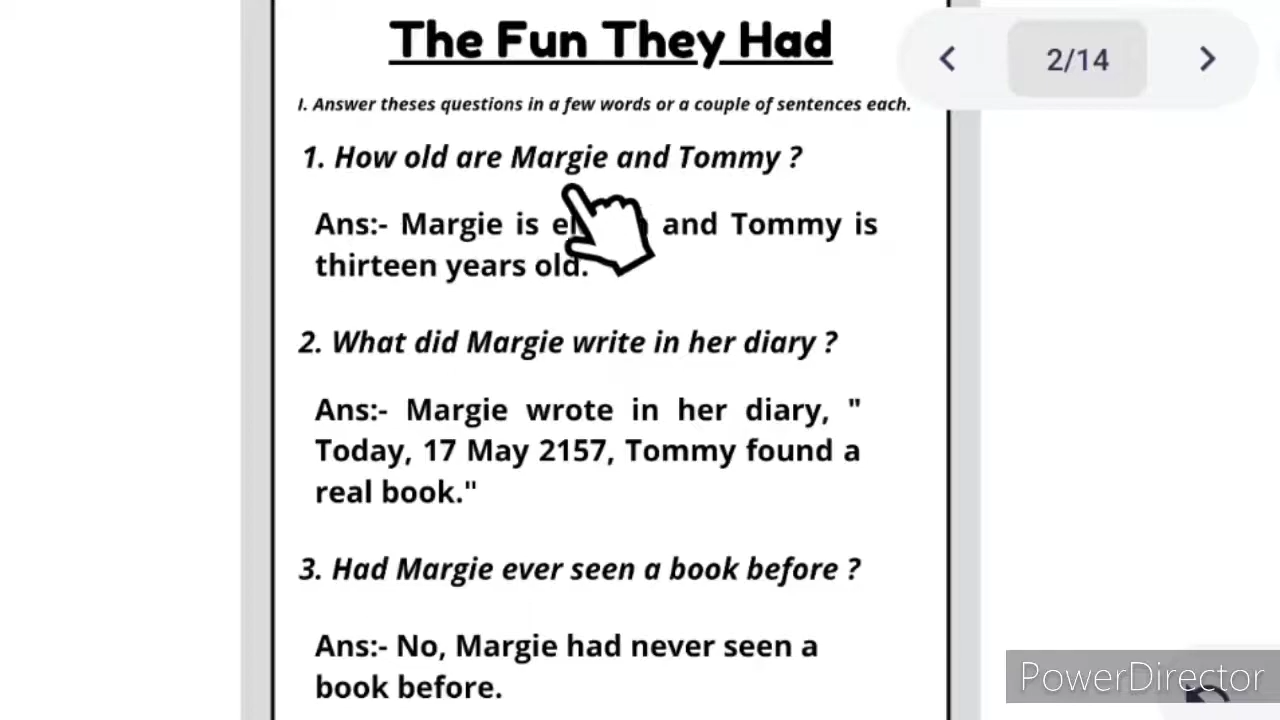 The Fun They Had
2/14
I. Answer theses questions in a few words or a couple of sentences each.
1. How old are Margie and Tommy ?
Ans:- Margie is and Tommy is
thirteen years old.
2. What did Margie write in her diary ?
Ans:- Margie wrote in her diary, "
Today, 17 May 2157, Tommy found a
real book."
3. Had Margie ever seen a book before ?
Ans:- No, Margie had never seen a
book before.
PowerDirector